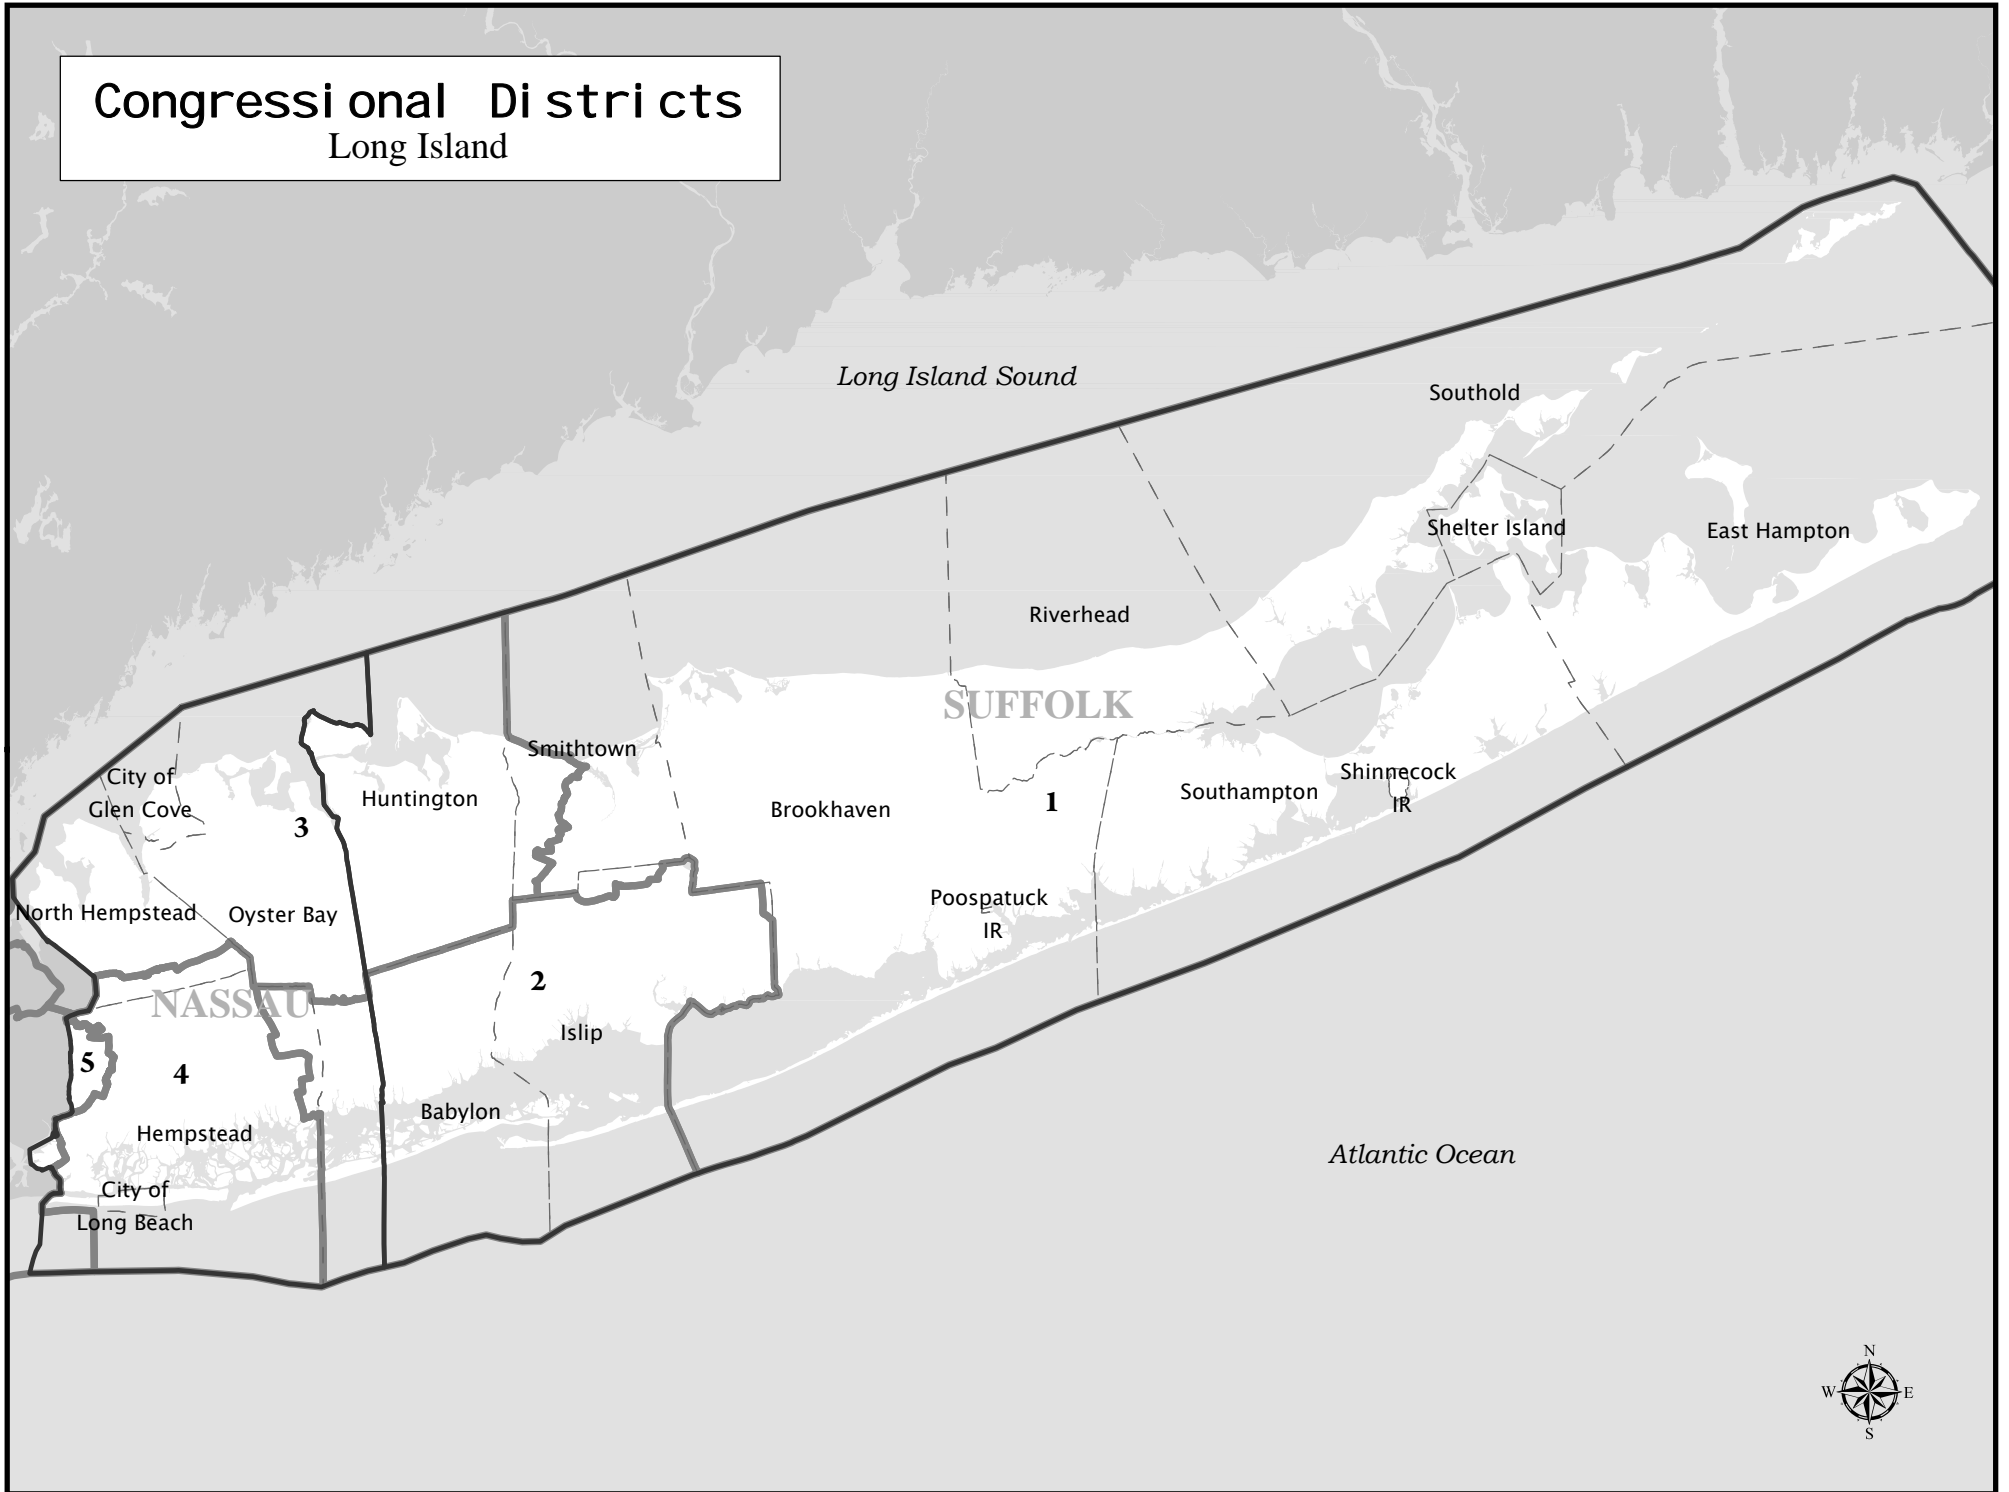 Congressional Districts
Long Island
Long Island Sound
Southold
Shelter Island
East Hampton
Riverhead
SUFFOLK
Smithtown
City of
Glen Cove
Huntington
3
Brookhaven
1
Southampton
Shinnecock
IR
North Hempstead
Oyster Bay
Poospatuck
IR
2
NASSAU
Islip
5
4
Babylon
Hempstead
City of
Long Beach
Atlantic Ocean
N
W
E
S